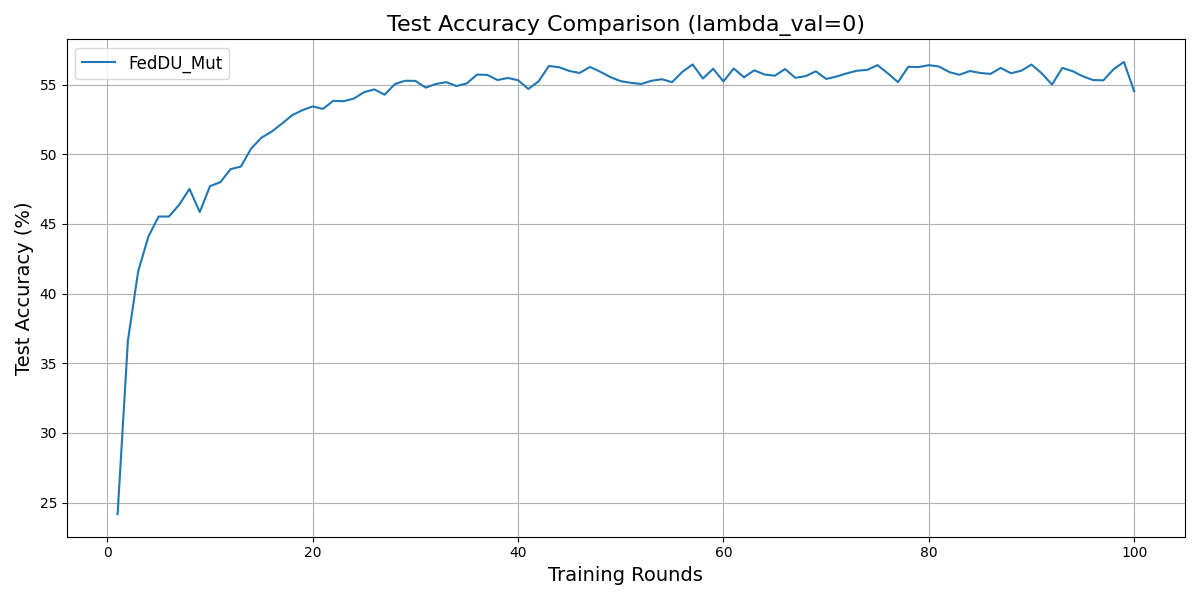 Test Accuracy Comparison (lambda_val=0)
FedDU_Mut
Test Accuracy (%)
55
50
45
40
35
30
25
0 20 40 60 80 100
Training Rounds